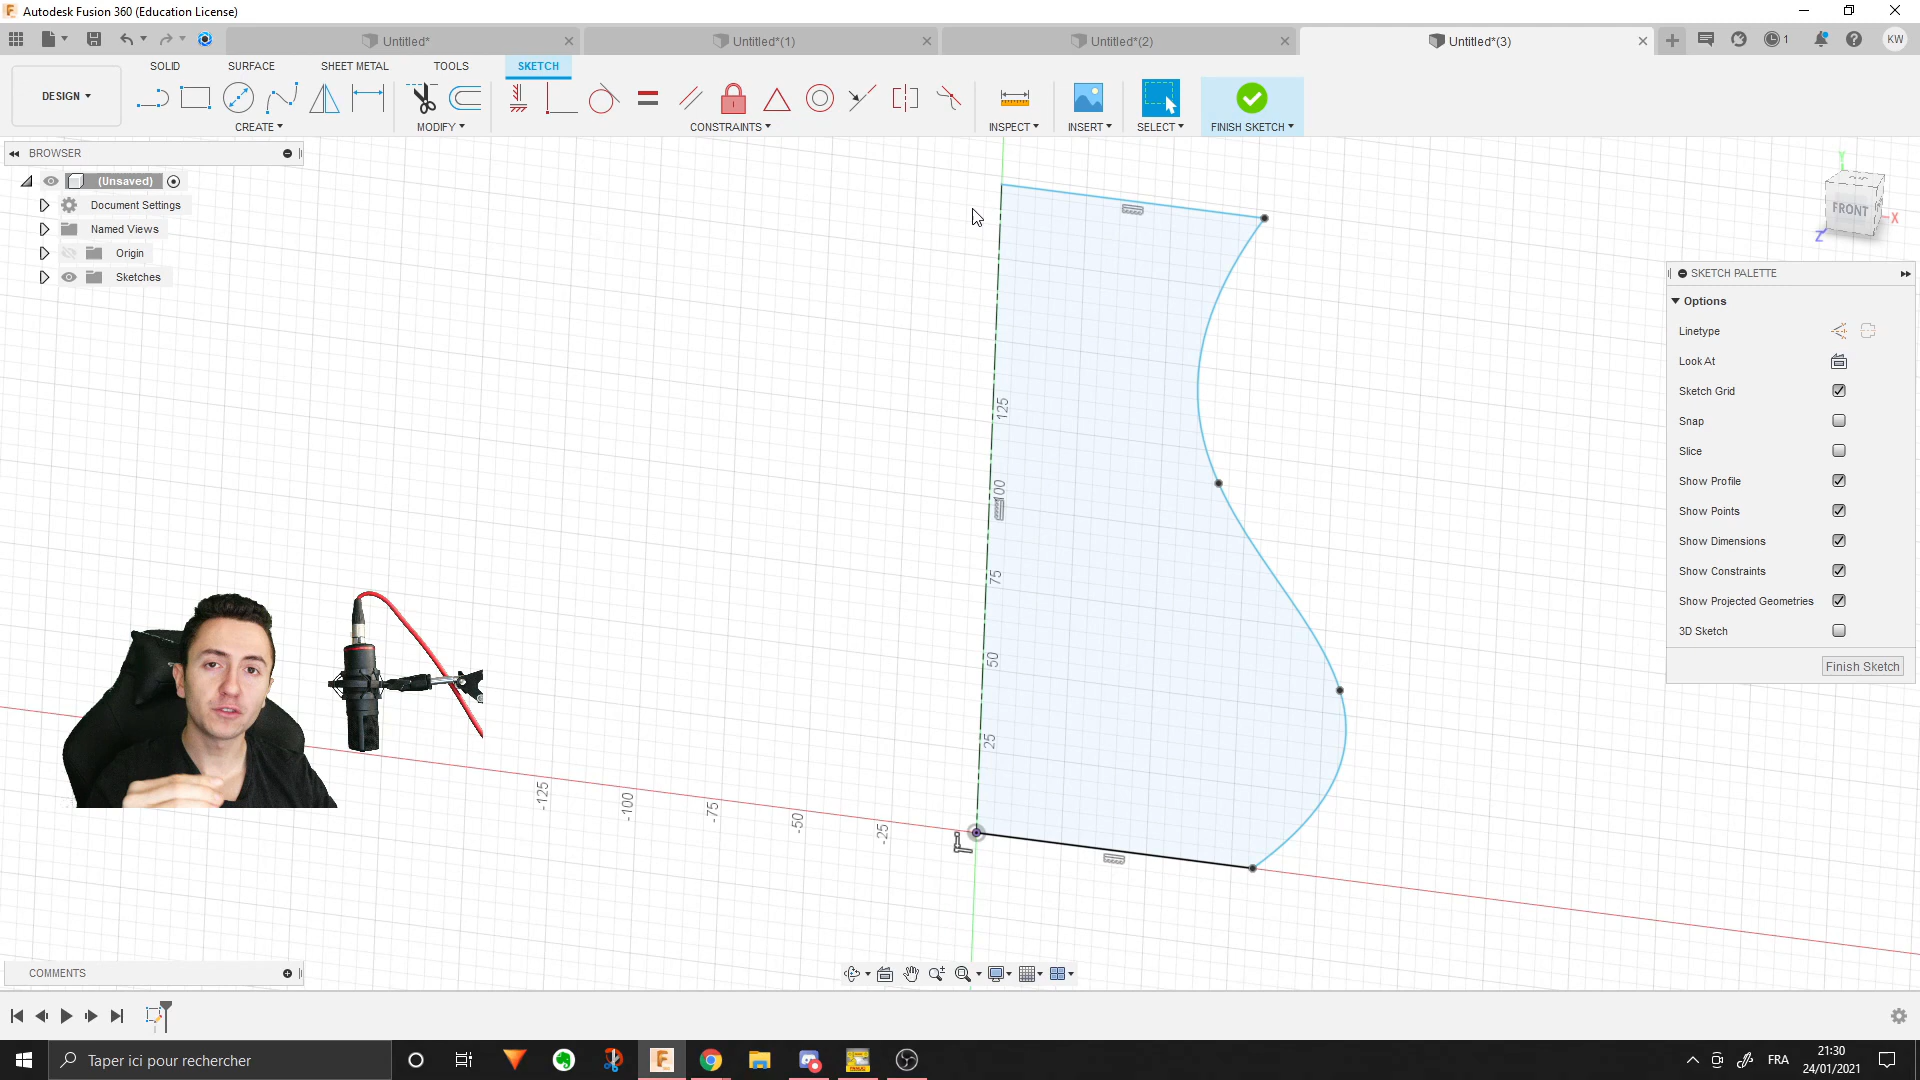 Autodesk Fusion 360 (Education License)
Untitled*
Untitled*(1)
Untitled*(2)
Untitled*(3)
1
KW
SOLID
SURFACE
SHEET METAL
TOOLS
SKETCH
DESIGN
CREATE
MODIFY
CONSTRAINTS
INSPECT
INSERT
SELECT
FINISH SKETCH
BROWSER
(Unsaved)
Document Settings
Named Views
Origin
Sketches
Y
FRONT
X
Z
SKETCH PALETTE
Options
Linetype
Look At
Sketch Grid
Snap
Slice
Show Profile
Show Points
Show Dimensions
Show Constraints
Show Projected Geometries
3D Sketch
Finish Sketch
125
100
75
50
25
-125
-100
-75
-50
-25
COMMENTS
Taper ici pour rechercher
FRA
21:30
24/01/2021